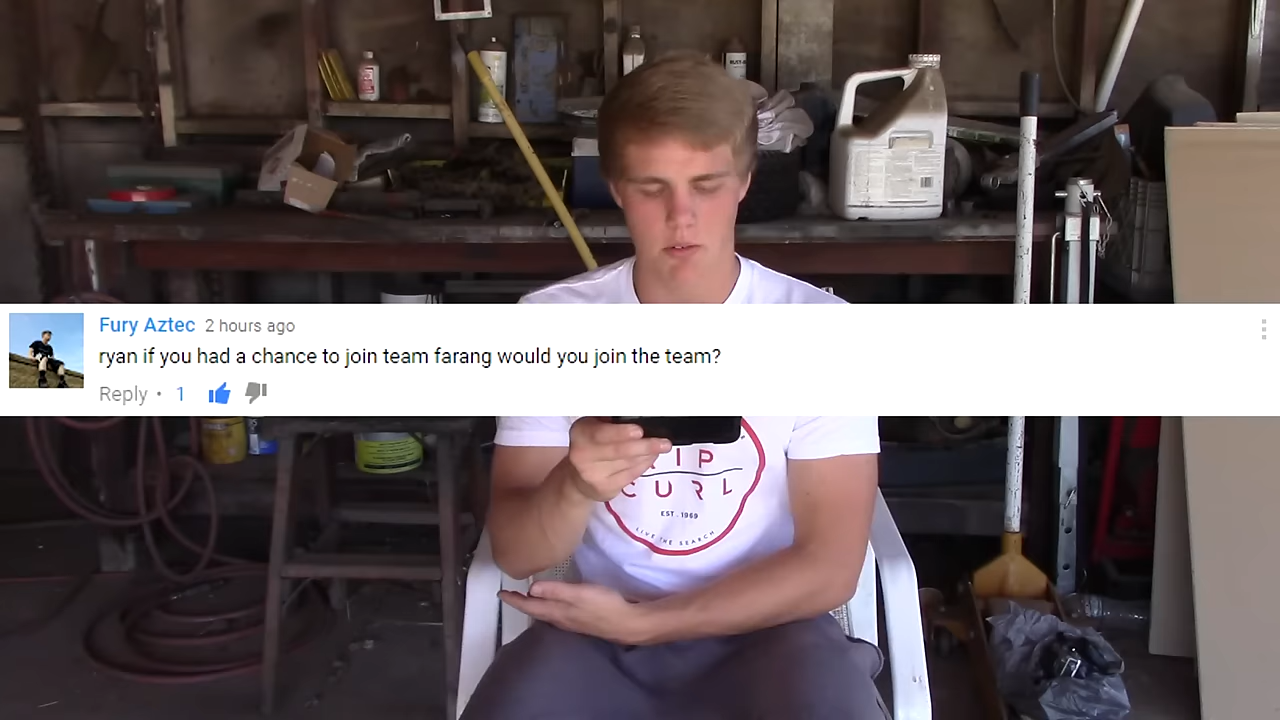 RUST-
Fury Aztec 2 hours ago
ryan if you had a chance to join team farang would you join the team?
Reply • 1
RIP
CURL
EST. 1969
LIVE THE SEARCH